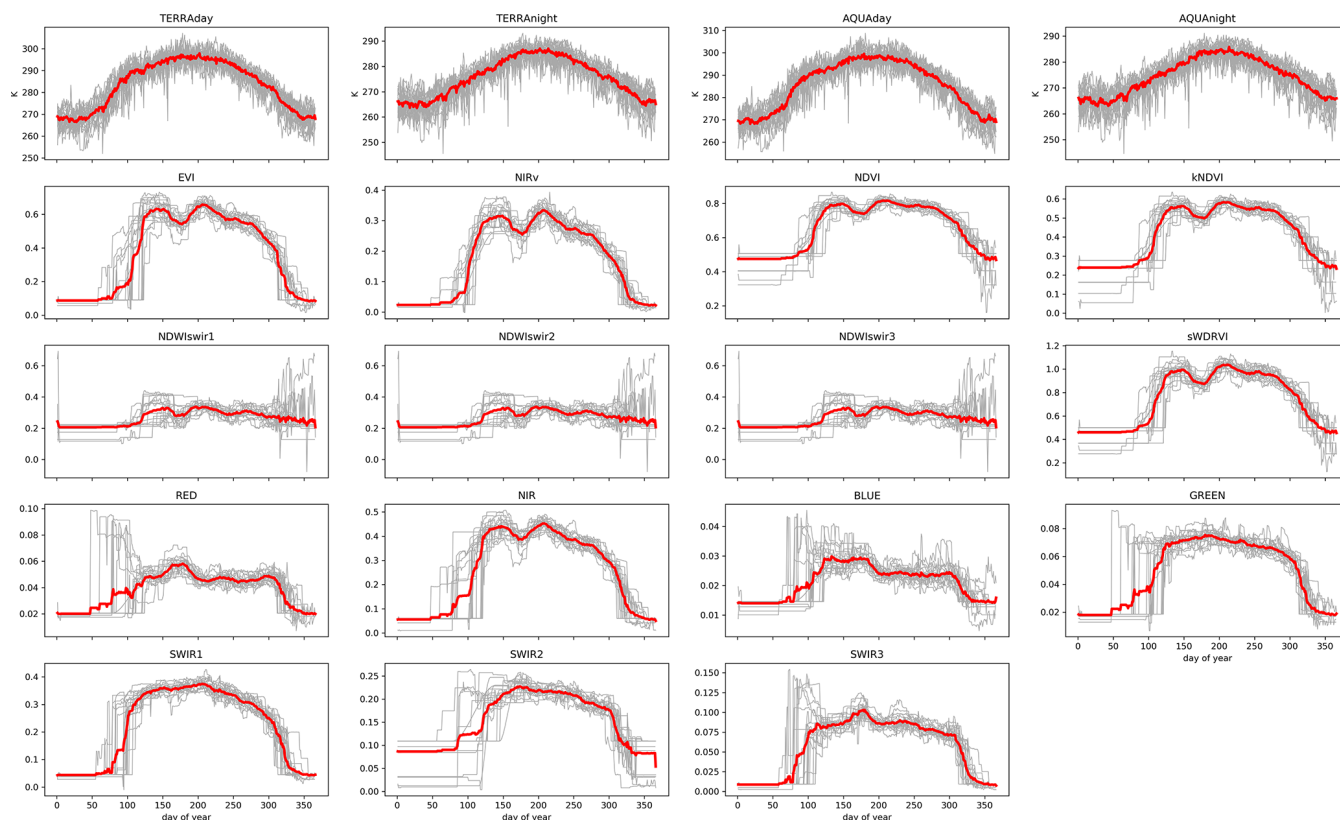 TERRAday TERRAnight AQUAday AQUAnight
K K K K
300 290 310 290
290 280 300 280
280 270 290 270
270 260 280 260
260 250 270 250
250 260
EVI NIRv NDVI kNDVI
0.6 0.4 0.8 0.6
0.4 0.3 0.6 0.5
0.2 0.2 0.4 0.4
0.0 0.1 0.2 0.3
0.0 0.2
0.1
0.0
NDWIswir1 NDWIswir2 NDWIswir3 sWDRVI
0.6 0.6 0.6 1.2
0.4 0.4 0.4 1.0
0.2 0.2 0.2 0.8
0.0 0.0 0.0 0.6
0.4
0.2
RED NIR BLUE GREEN
0.10 0.5 0.04 0.08
0.08 0.4 0.03 0.06
0.06 0.3 0.02 0.04
0.04 0.2 0.01 0.02
0.02 0.1
0.0
0 50 100 150 200 250 300 350
day of year
SWIR1 SWIR2 SWIR3
0.4 0.25 0.150
0.3 0.20 0.125
0.2 0.15 0.100
0.1 0.10 0.075
0.0 0.05 0.050
0.00 0.025
0.000
0 50 100 150 200 250 300 350 0 50 100 150 200 250 300 350 0 50 100 150 200 250 300 350
day of year day of year day of year